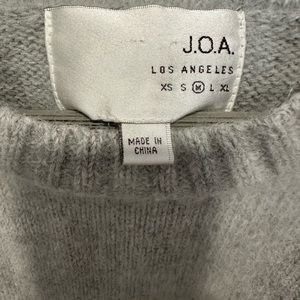 J.O.A.
LOS ANGELES
XS S M L XL
MADE IN
CHINA